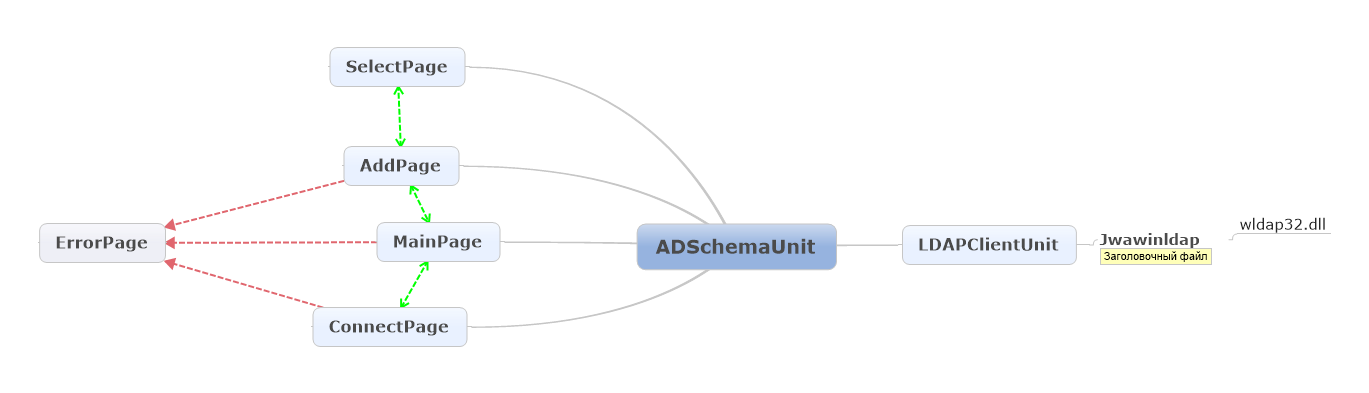 SelectPage
AddPage
ErrorPage
MainPage
ConnectPage
ADSchemaUnit
LDAPClientUnit
Jwawinldap
Заголовочный файл
wldap32.dll